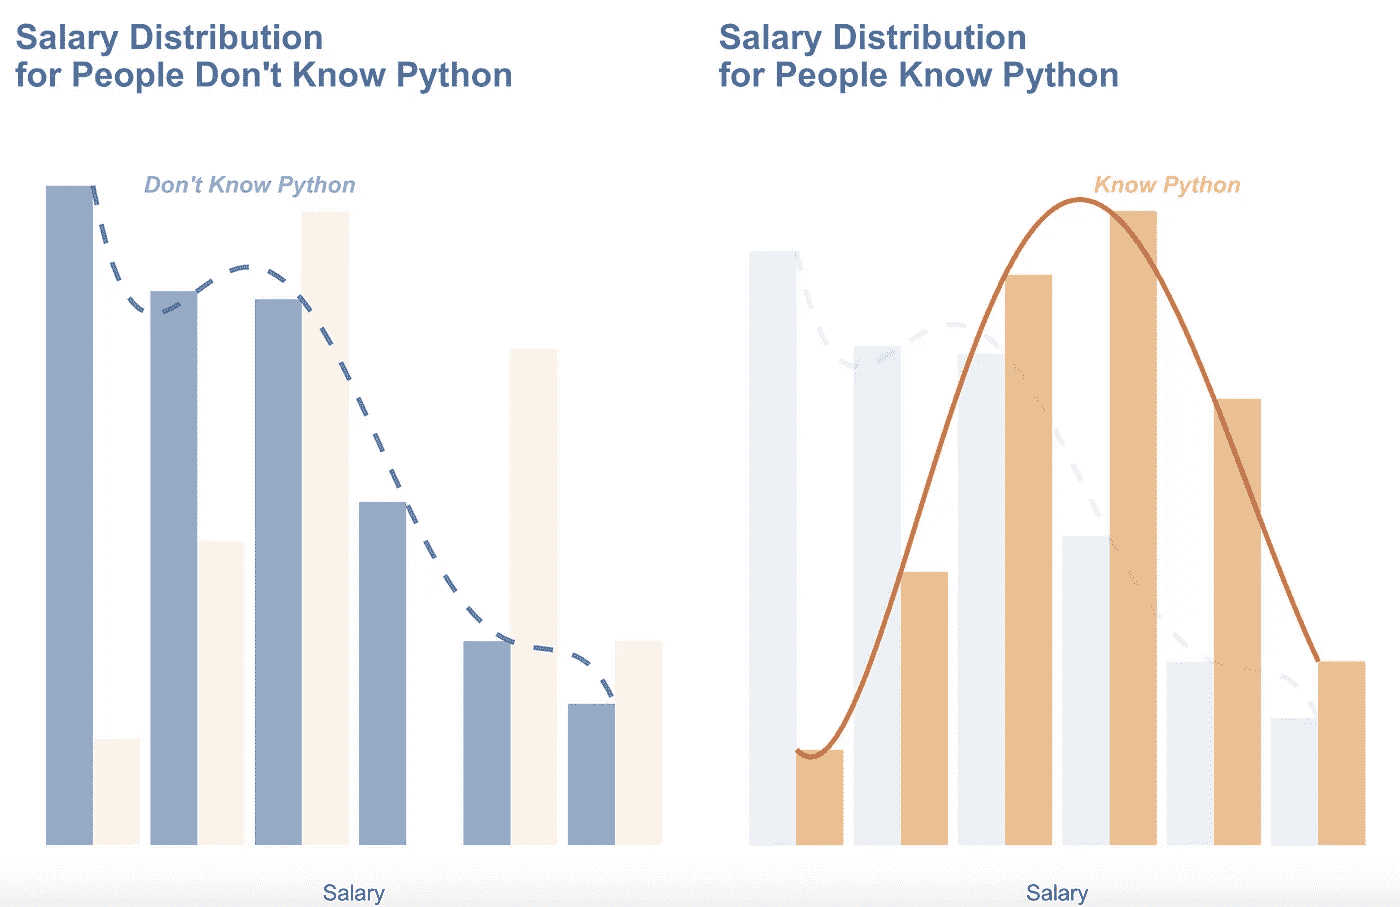 Salary Distribution
for People Don't Know Python
Don't Know Python
Salary
Salary Distribution
for People Know Python
Know Python
Salary